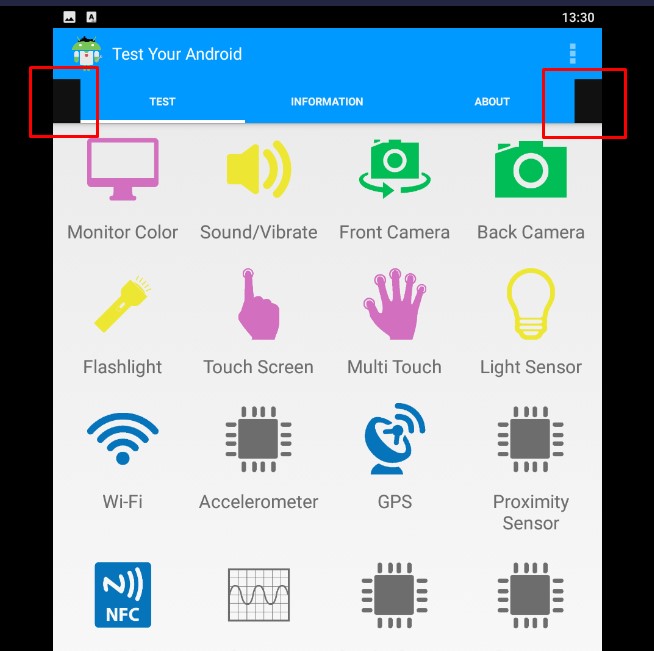 A 13:30
Test Your Android
TEST INFORMATION ABOUT
Monitor Color Sound/Vibrate Front Camera Back Camera
Flashlight Touch Screen Multi Touch Light Sensor
Wi-Fi Accelerometer GPS Proximity
Sensor
N
NFC